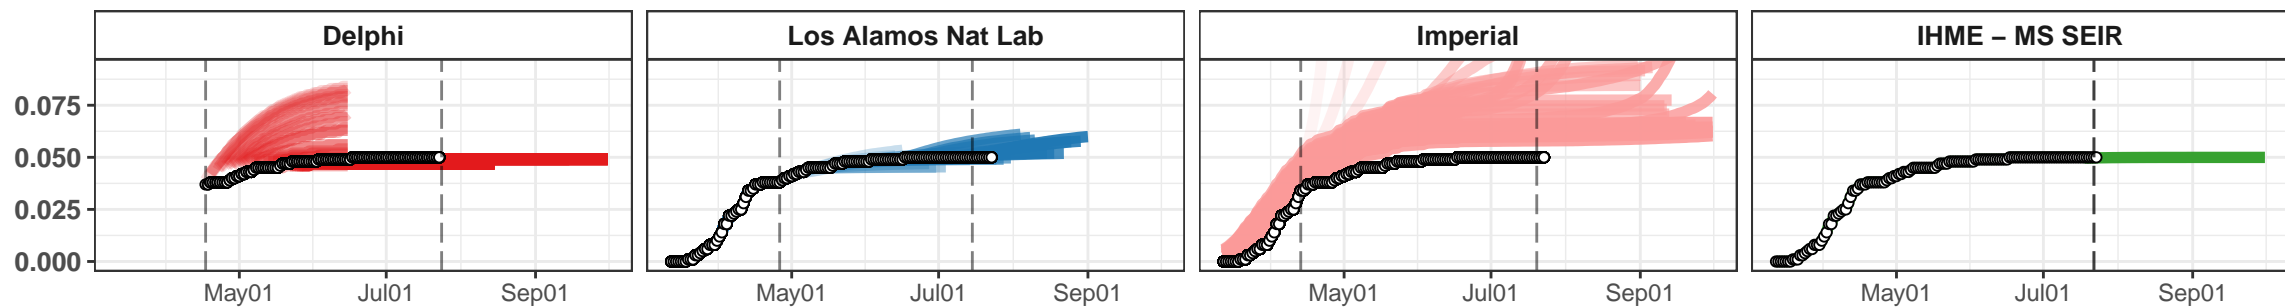 Delphi
Los Alamos Nat Lab
Imperial
IHME – MS SEIR
0.075
0.050
0.025
0.000
May01 Jul01 Sep01
May01 Jul01 Sep01
May01 Jul01 Sep01
May01 Jul01 Sep01